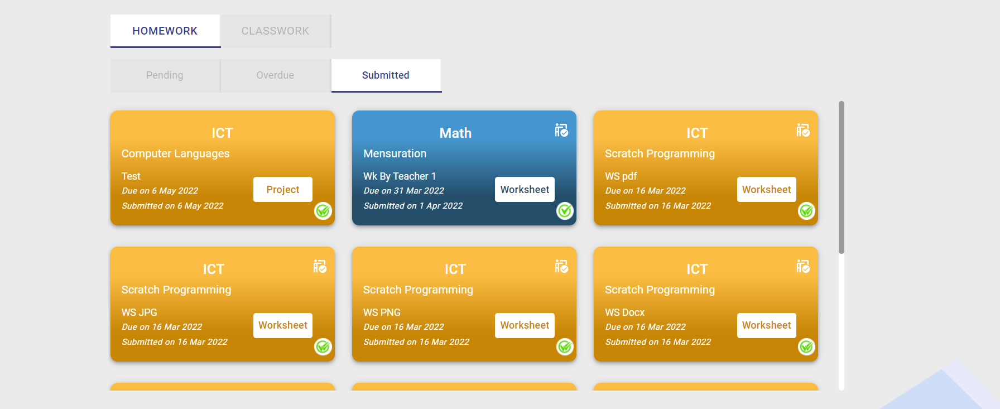 HOMEWORK
CLASSWORK
Pending
Overdue
Submitted
ICT
Computer Languages
Test
Due on 6 May 2022
Submitted on 6 May 2022
Project
Math
Mensuration
Wk By Teacher 1
Due on 31 Mar 2022
Submitted on 1 Apr 2022
Worksheet
ICT
Scratch Programming
WS pdf
Due on 16 Mar 2022
Submitted on 16 Mar 2022
Worksheet
ICT
Scratch Programming
WS JPG
Due on 16 Mar 2022
Submitted on 16 Mar 2022
Worksheet
ICT
Scratch Programming
WS PNG
Due on 16 Mar 2022
Submitted on 16 Mar 2022
Worksheet
ICT
Scratch Programming
WS Docx
Due on 16 Mar 2022
Submitted on 16 Mar 2022
Worksheet